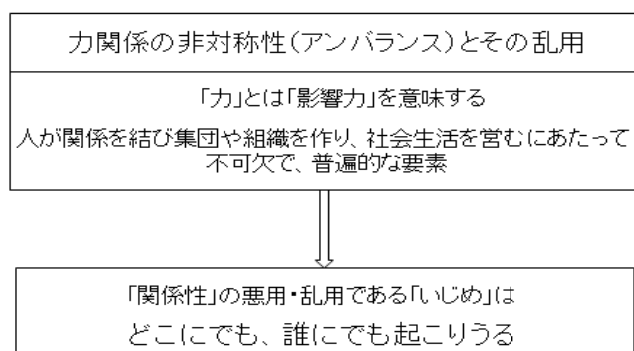 力関係の非対称性(アンバランス)とその乱用
「力」とは「影響力」を意味する
人が関係を結び集団や組織を作り、社会生活を営むにあたって
不可欠で、普遍的な要素
「関係性」の悪用・乱用である「いじめ」は
どこにでも、誰にでも起こりうる